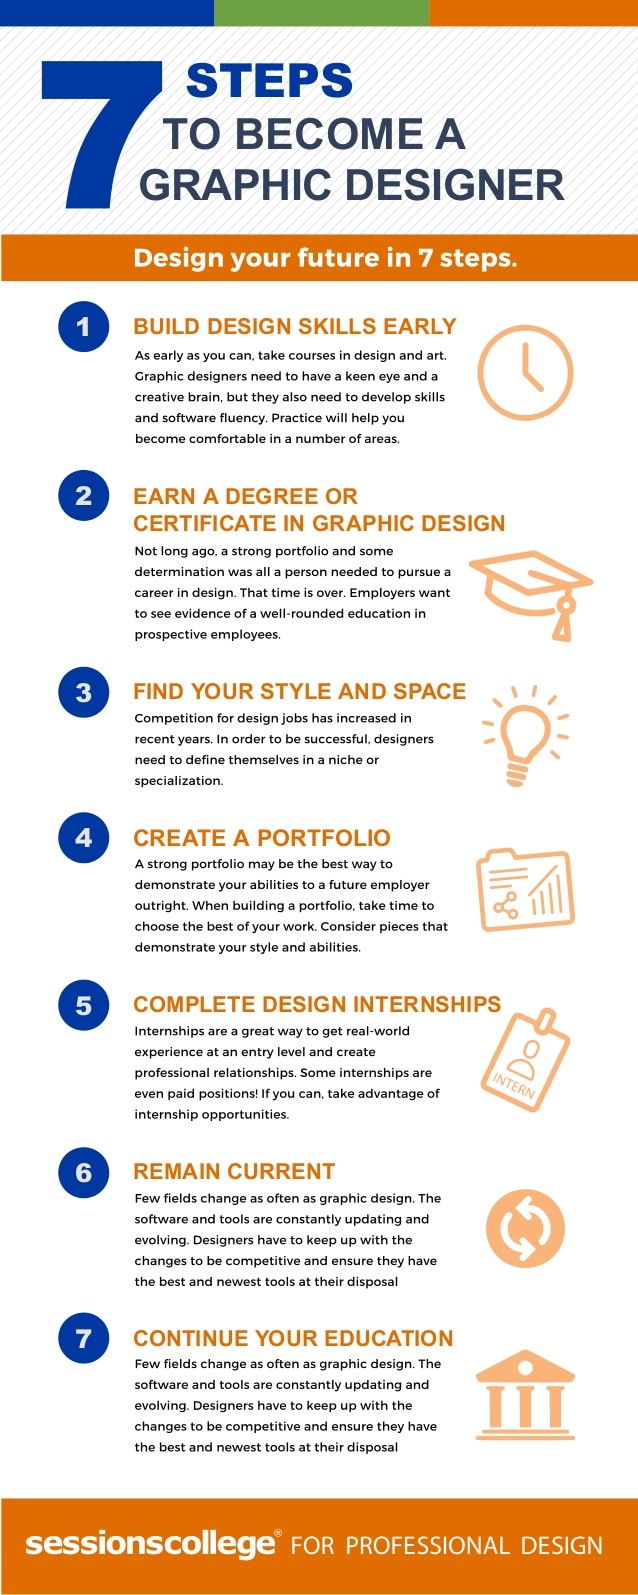 7 STEPS
TO BECOME A
GRAPHIC DESIGNER
Design your future in 7 steps.
1 BUILD DESIGN SKILLS EARLY
As early as you can, take courses in design and art.
Graphic designers need to have a keen eye and a
creative brain, but they also need to develop skills
and software fluency. Practice will help you
become comfortable in a number of areas.
2 EARN A DEGREE OR
CERTIFICATE IN GRAPHIC DESIGN
Not long ago, a strong portfolio and some
determination was all a person needed to pursue a
career in design. That time is over. Employers want
to see evidence of a well-rounded education in
prospective employees.
3 FIND YOUR STYLE AND SPACE
Competition for design jobs has increased in
recent years. In order to be successful, designers
need to define themselves in a niche or
specialization.
4 CREATE A PORTFOLIO
A strong portfolio may be the best way to
demonstrate your abilities to a future employer
outright. When building a portfolio, take time to
choose the best of your work. Consider pieces that
demonstrate your style and abilities.
5 COMPLETE DESIGN INTERNSHIPS
Internships are a great way to get real-world
experience at an entry level and create
professional relationships. Some internships are
even paid positions! If you can, take advantage of
internship opportunities.
INTERN
6 REMAIN CURRENT
Few fields change as often as graphic design. The
software and tools are constantly updating and
evolving. Designers have to keep up with the
changes to be competitive and ensure they have
the best and newest tools at their disposal
7 CONTINUE YOUR EDUCATION
Few fields change as often as graphic design. The
software and tools are constantly updating and
evolving. Designers have to keep up with the
changes to be competitive and ensure they have
the best and newest tools at their disposal
sessionscollege® FOR PROFESSIONAL DESIGN